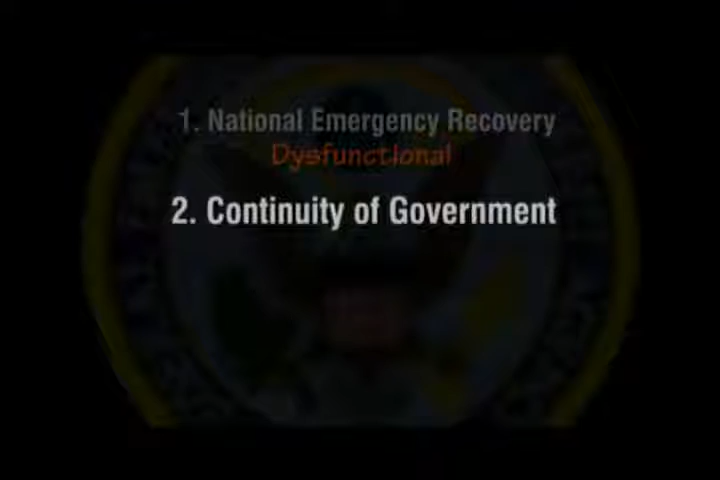 1. National Emergency Recovery
Dysfunctional
2. Continuity of Government